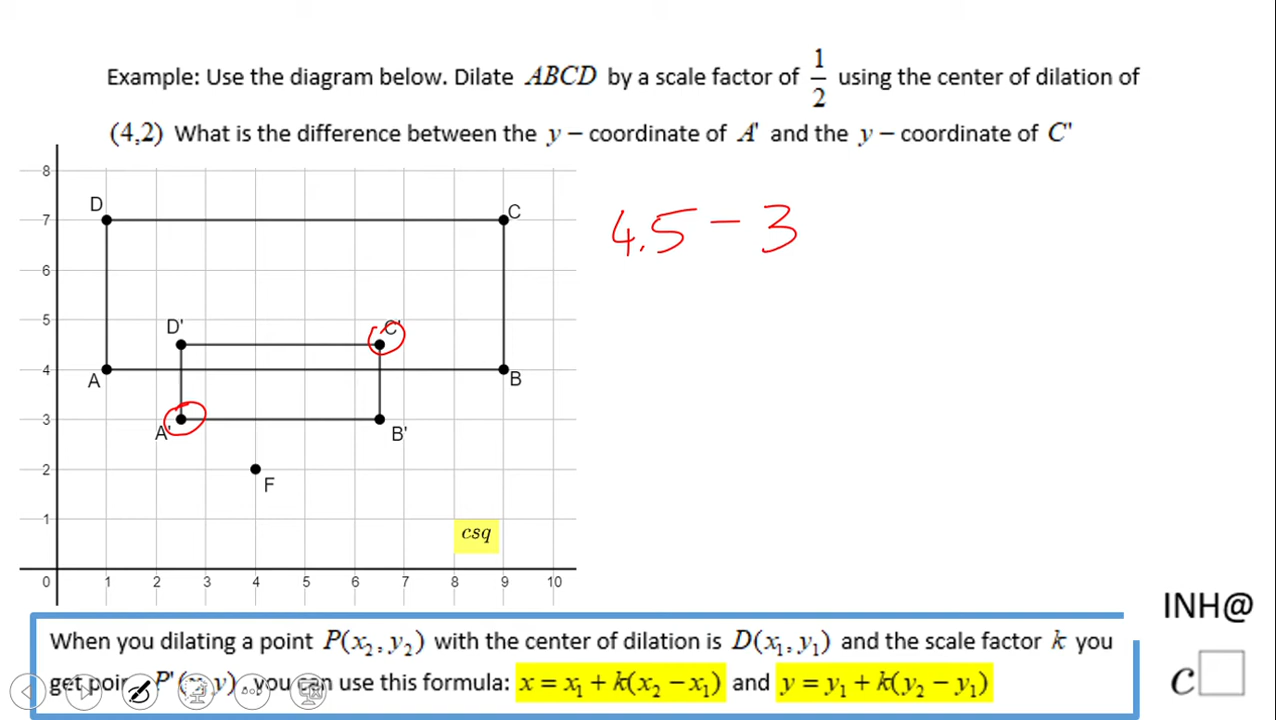 Example: Use the diagram below. Dilate ABCD by a scale factor of 1/2 using the center of dilation of
(4,2) What is the difference between the y – coordinate of A' and the y – coordinate of C'
8
D
C
7
4.5 – 3
6
5
D'
C'
4
A
B
3
A'
B'
2
F
1
csq
0 1 2 3 4 5 6 7 8 9 10
INH@
When you dilating a point P(x₂, y₂) with the center of dilation is D(x₁, y₁) and the scale factor k you
get P' y) you can use this formula: x = x₁ + k(x₂ – x₁) and y = y₁ + k(y₂ – y₁)
c